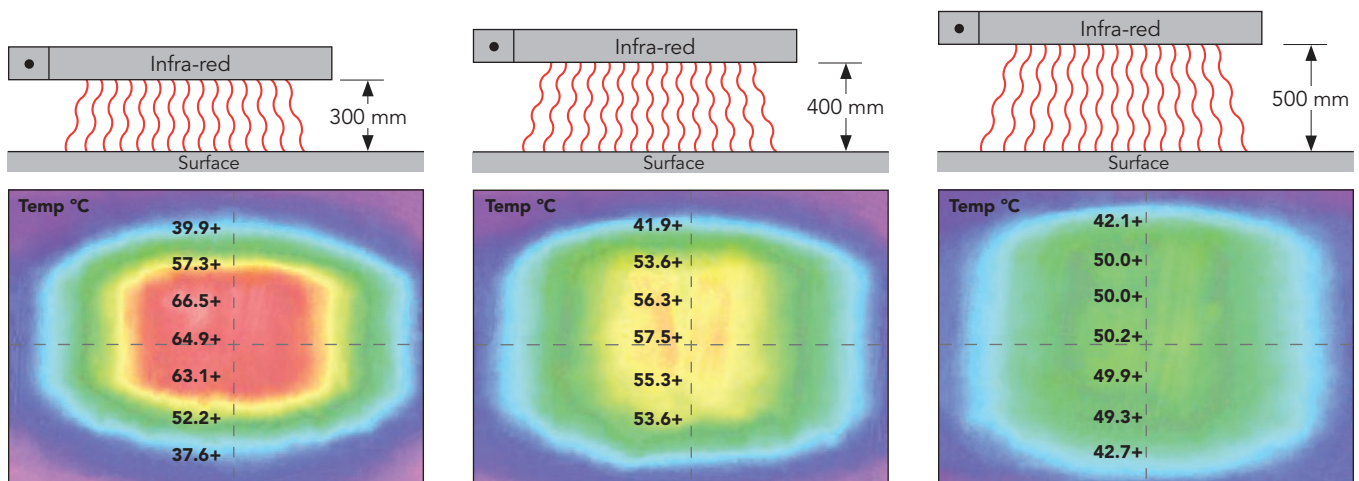 Infra-red
300 mm
Surface
Temp °C
39.9+
57.3+
66.5+
64.9+
63.1+
52.2+
37.6+
Infra-red
400 mm
Surface
Temp °C
41.9+
53.6+
56.3+
57.5+
55.3+
53.6+
Infra-red
500 mm
Surface
Temp °C
42.1+
50.0+
50.0+
50.2+
49.9+
49.3+
42.7+